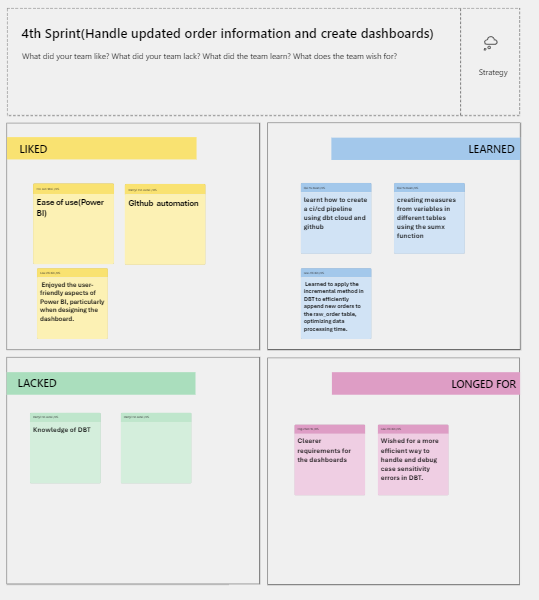 4th Sprint(Handle updated order information and create dashboards)
What did your team like? What did your team lack? What did the team learn? What does the team wish for?
Strategy
LIKED
Ease of use(Power
BI)
GIthub automation
Enjoyed the user-
friendly aspects of
Power BI, particularly
when designing the
dashboard.
LEARNED
learnt how to create
a ci/cd pipeline
using dbt cloud and
github
creating measures
from variables in
different tables
using the sumx
function
Learned to apply the
incremental method in
DBT to efficiently
append new orders to
the raw_order table,
optimizing data
processing time.
LACKED
Knowledge of DBT
LONGED FOR
Clearer
requirements for
the dashboards
Wished for a more
efficient way to
handle and debug
case sensitivity
errors in DBT.